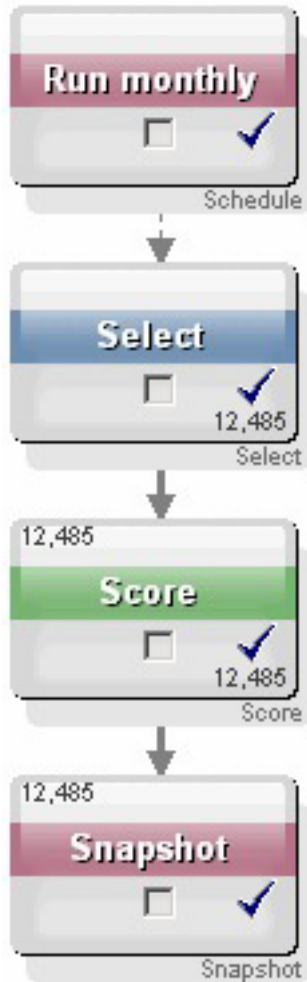 Run monthly
Schedule
Select
12,485
Select
12,485
Score
12,485
Score
12,485
Snapshot
Snapshot